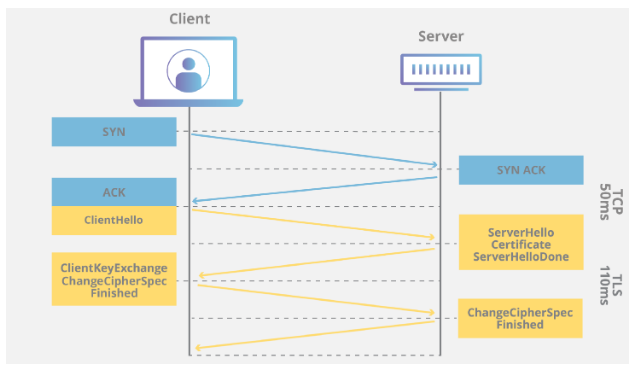 Client
Server
SYN
SYN ACK
ACK
ClientHello
TCP
50ms
ServerHello
Certificate
ServerHelloDone
ClientKeyExchange
ChangeCipherSpec
Finished
TLS
110ms
ChangeCipherSpec
Finished